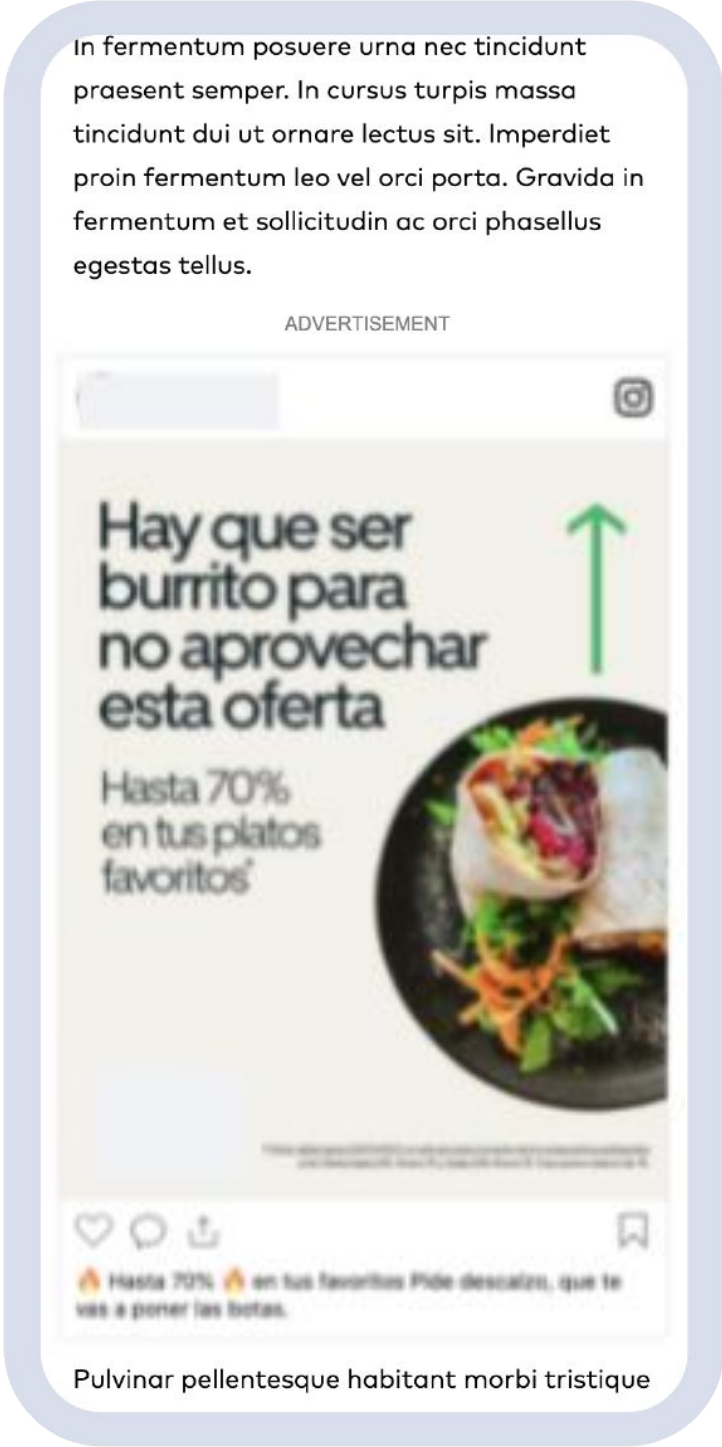 In fermentum posuere urna nec tincidunt
praesent semper. In cursus turpis massa
tincidunt dui ut ornare lectus sit. Imperdiet
proin fermentum leo vel orci porta. Gravida in
fermentum et sollicitudin ac orci phasellus
egestas tellus.
ADVERTISEMENT
Hay que ser
burrito para
no aprovechar
esta oferta
Hasta 70%
en tus platos
favoritos*
🔥 Hasta 70% 🔥 en tus favoritos Pide descalzo, que te
vas a poner las botas.
Pulvinar pellentesque habitant morbi tristique